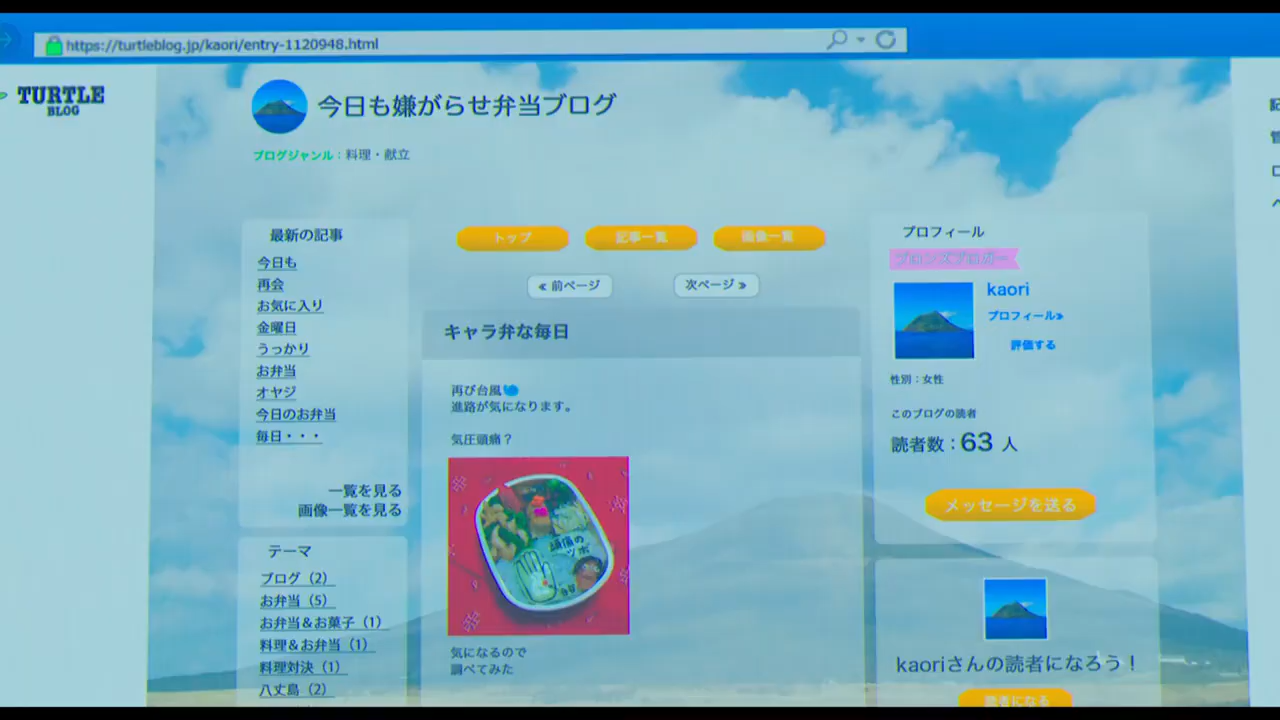 https://turtleblog.jp/kaori/entry-1120948.html
TURTLE
BLOG
今日も嫌がらせ弁当ブログ
ブログジャンル：料理・献立
最新の記事
今日も
再会
お気に入り
金曜日
うっかり
お弁当
オヤジ
今日のお弁当
毎日・・・
一覧を見る
画像一覧を見る
テーマ
ブログ（2）
お弁当（5）
お弁当＆お菓子（1）
料理＆お弁当（1）
料理対決（1）
八丈島（2）
トップ
記事一覧
画像一覧
« 前ページ
次ページ »
キャラ弁な毎日
再び台風
進路が気になります。
気圧頭痛？
頭痛の
ツボ
気になるので
調べてみた
プロフィール
ブロンズブロガー
kaori
プロフィール»
評価する
性別：女性
このブログの読者
読者数：63 人
メッセージを送る
kaoriさんの読者になろう！
読者になる